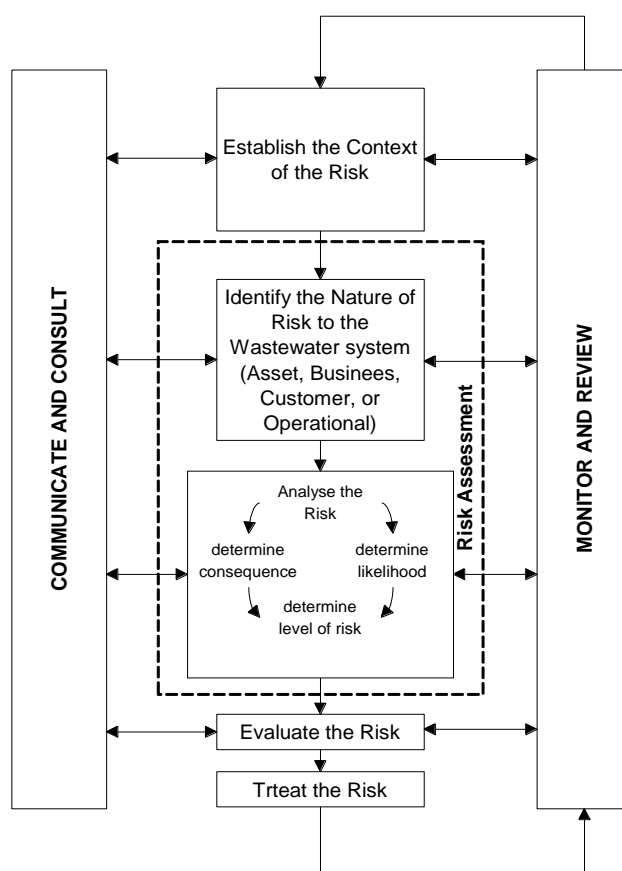 Establish the Context
of the Risk
COMMUNICATE AND CONSULT
Identify the Nature of
Risk to the
Wastewater system
(Asset, Businees,
Customer, or
Operational)
Risk Assessment
MONITOR AND REVIEW
Analyse the
Risk
determine
consequence
determine
likelihood
determine
level of risk
Evaluate the Risk
Trteat the Risk